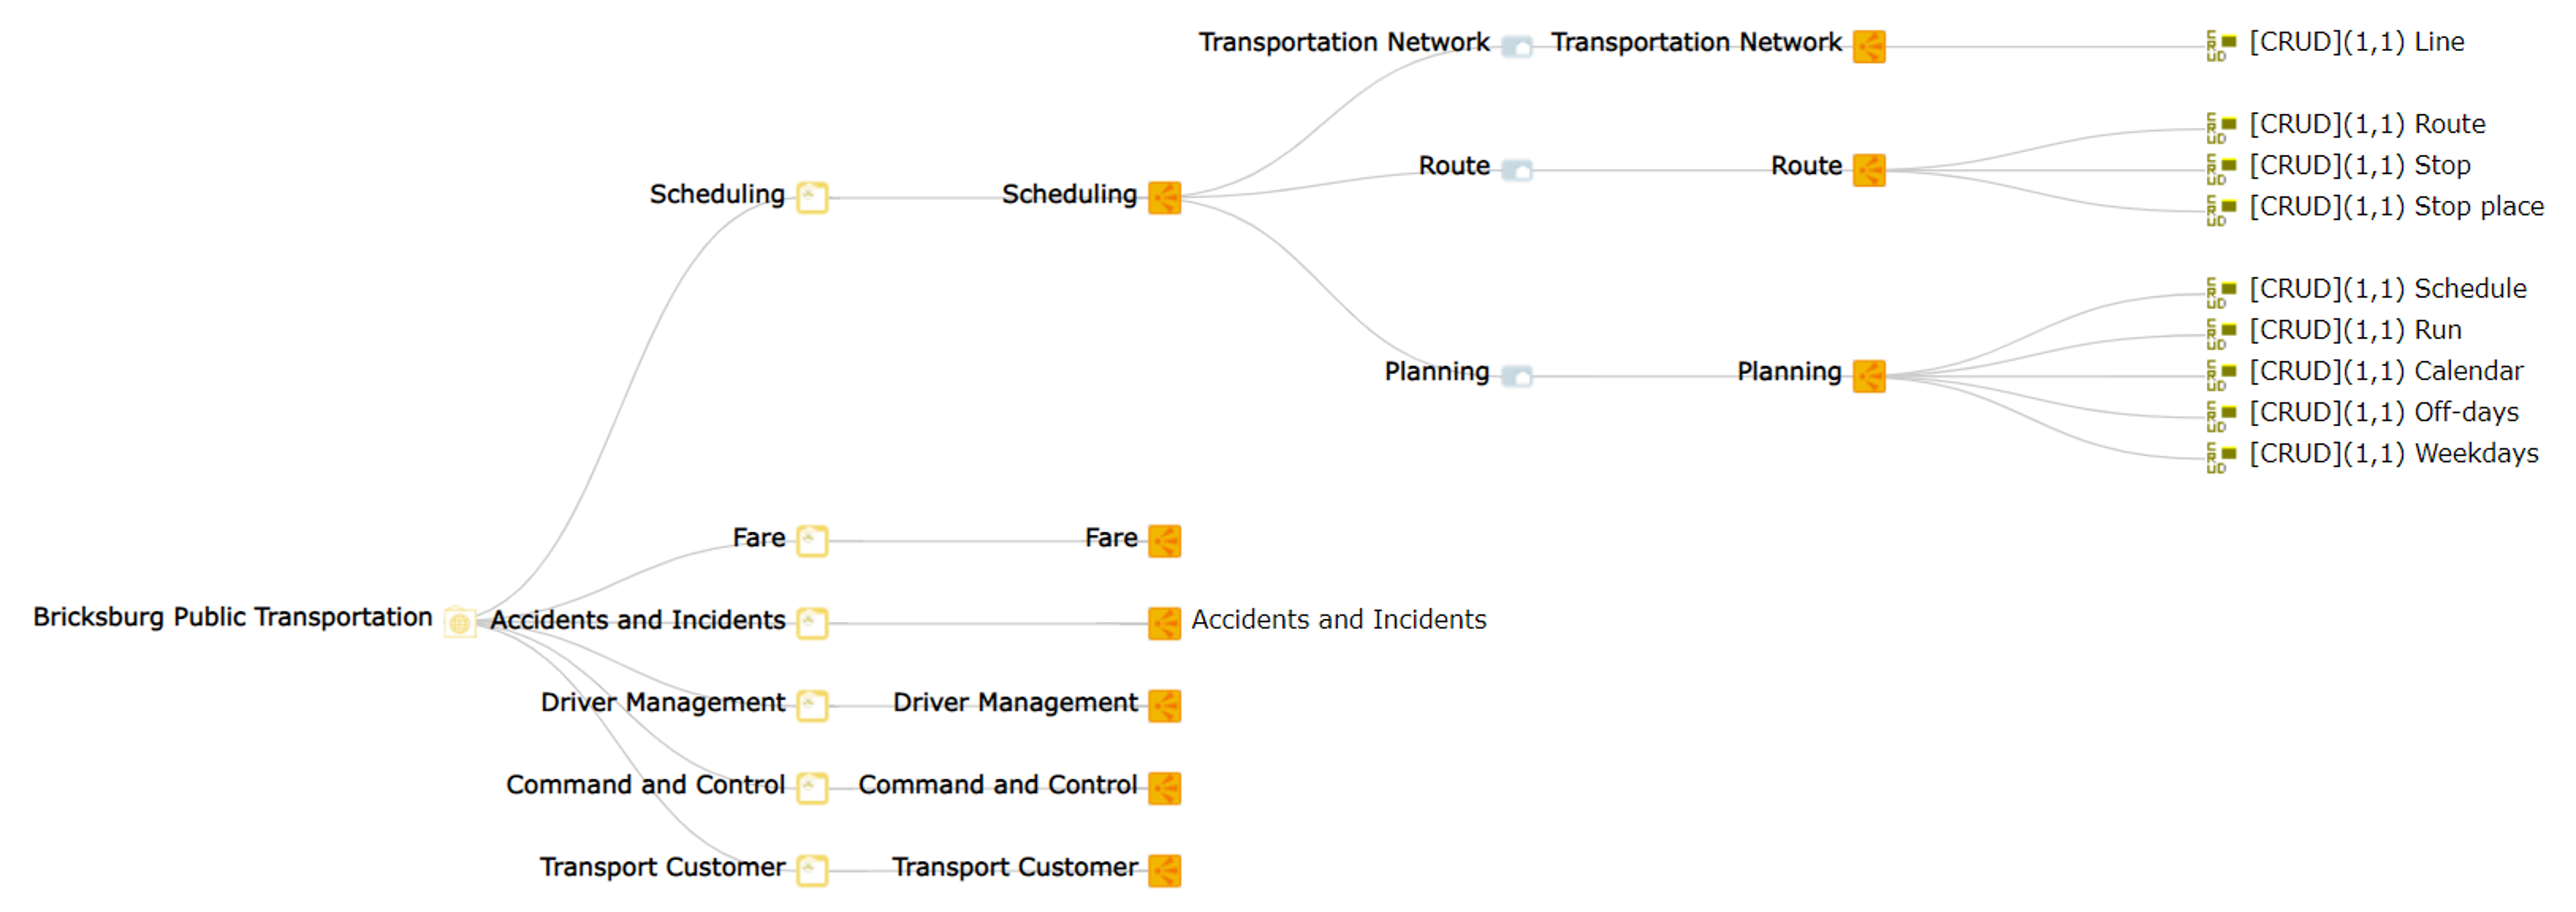 Transportation Network Transportation Network [CRUD](1,1) Line
[CRUD](1,1) Route
Route Route [CRUD](1,1) Stop
Scheduling Scheduling [CRUD](1,1) Stop place
[CRUD](1,1) Schedule
[CRUD](1,1) Run
Planning Planning [CRUD](1,1) Calendar
[CRUD](1,1) Off-days
[CRUD](1,1) Weekdays
Fare Fare
Bricksburg Public Transportation Accidents and Incidents Accidents and Incidents
Driver Management Driver Management
Command and Control Command and Control
Transport Customer Transport Customer